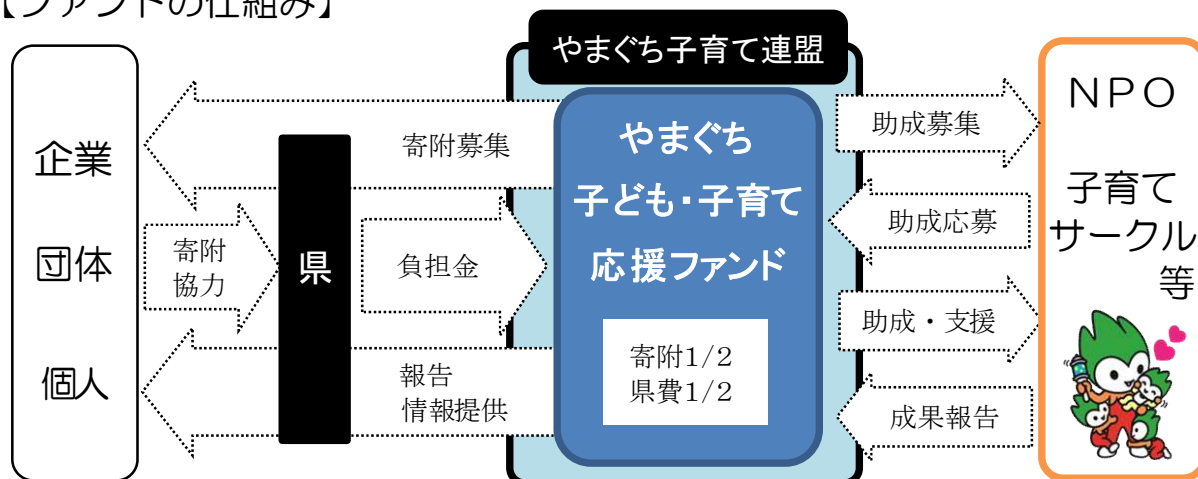 【ファンドの仕組み】
企業
団体
個人
寄附募集
寄附
協力
県
負担金
報告
情報提供
やまぐち子育て連盟
やまぐち
子ども・子育て
応援ファンド
寄附1/2
県費1/2
助成募集
助成応募
助成・支援
成果報告
ＮＰＯ
子育て
サークル
等